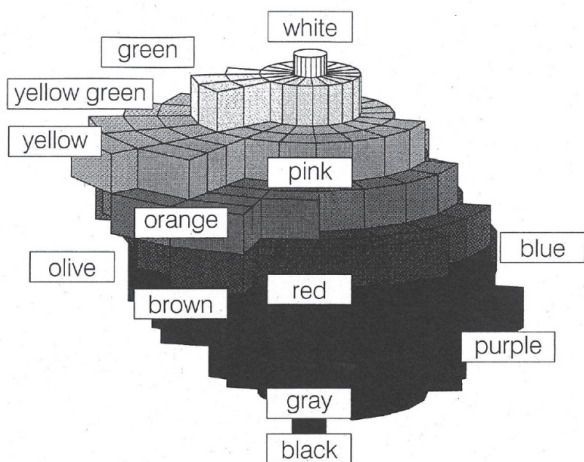 white
green
yellow green
yellow
pink
orange
blue
olive
brown
red
purple
gray
black